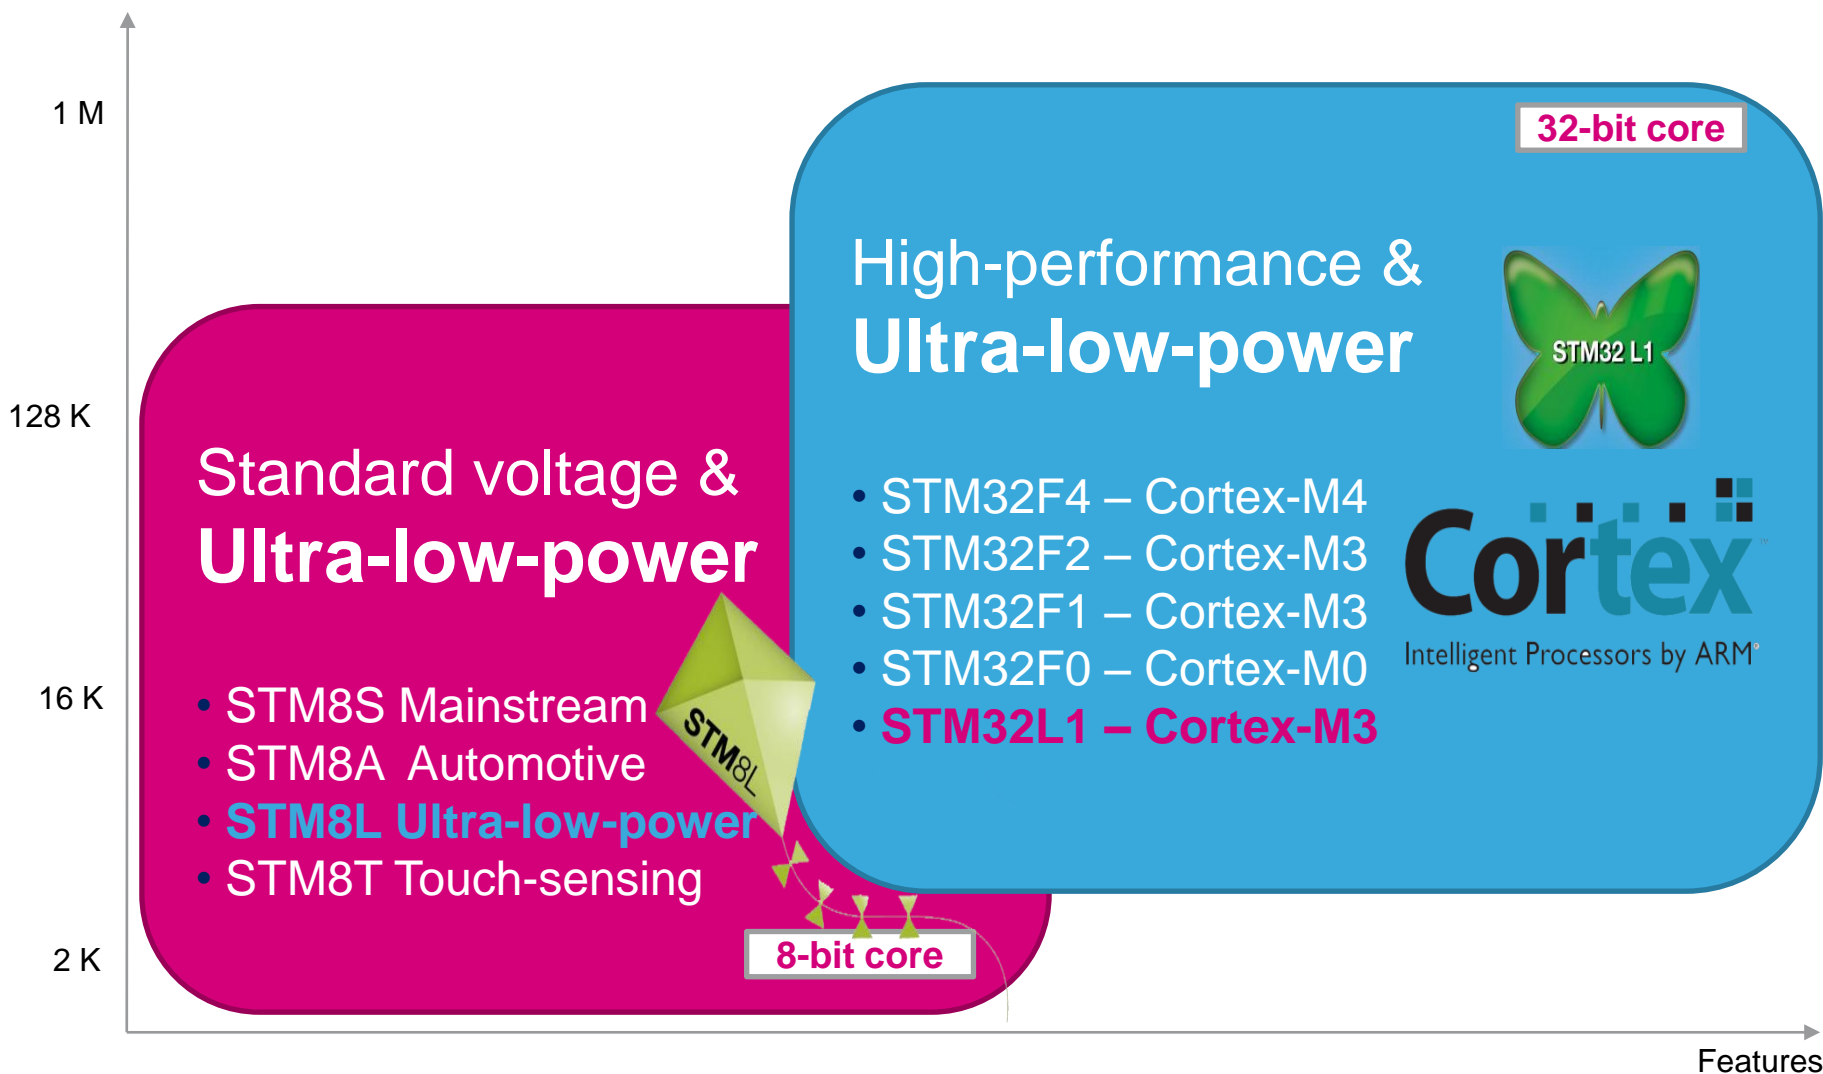 1 M
128 K
16 K
2 K
Standard voltage &
Ultra-low-power
• STM8S Mainstream
• STM8A Automotive
• STM8L Ultra-low-power
• STM8T Touch-sensing
STM8L
8-bit core
32-bit core
High-performance &
Ultra-low-power
• STM32F4 – Cortex-M4
• STM32F2 – Cortex-M3
• STM32F1 – Cortex-M3
• STM32F0 – Cortex-M0
• STM32L1 – Cortex-M3
STM32 L1
Cortex
Intelligent Processors by ARM®
Features